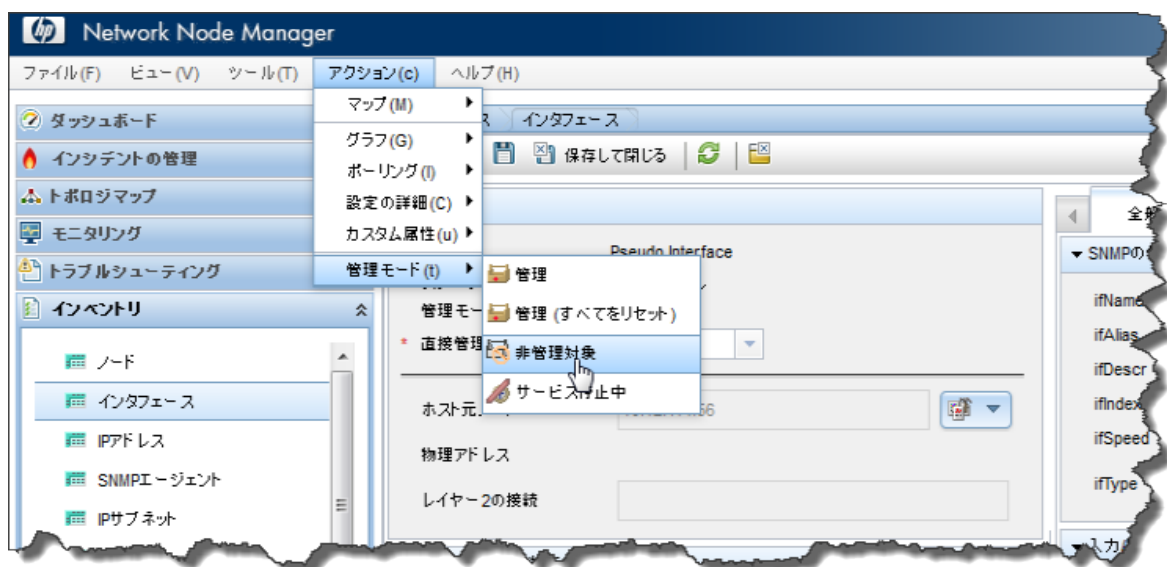 hp Network Node Manager
ファイル(F) ビュー(V) ツール(T) アクション(c) ヘルプ(H)
ダッシュボード
インシデントの管理
トポロジマップ
モニタリング
トラブルシューティング
インベントリ
ノード
インタフェース
IPアドレス
SNMPエージェント
IPサブネット
マップ(M)
グラフ(G)
ポーリング(l)
設定の詳細(C)
カスタム属性(u)
管理モード(t)
管理
管理 (すべてをリセット)
非管理対象
サービス停止中
インタフェース
保存して閉じる
Pseudo Interface
管理モー
* 直接管理
ホスト元
物理アドレス
レイヤー2の接続
全般
SNMPの
ifName
ifAlias
ifDescr
ifIndex
ifSpeed
ifType
入力